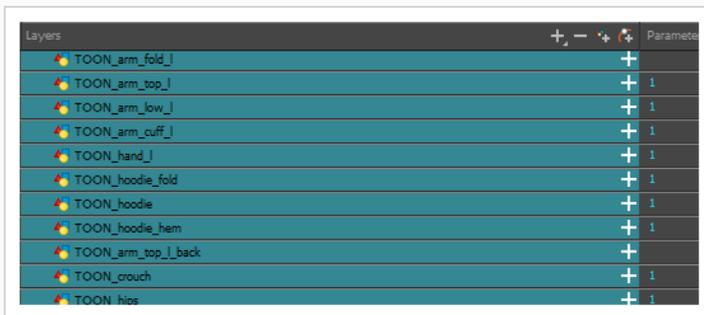 Layers Paramete
TOON_arm_fold_l
TOON_arm_top_l 1
TOON_arm_low_l 1
TOON_arm_cuff_l 1
TOON_hand_l 1
TOON_hoodie_fold 1
TOON_hoodie 1
TOON_hoodie_hem 1
TOON_arm_top_l_back
TOON_crouch 1
TOON_hips 1